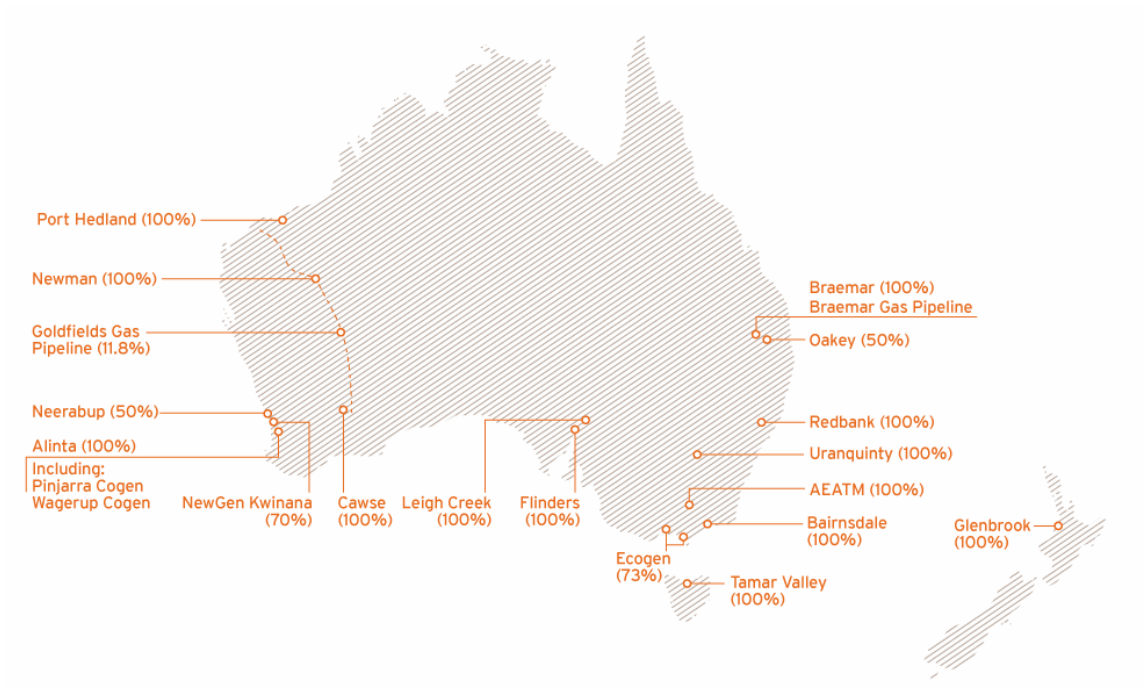 Port Hedland (100%)
Newman (100%)
Goldfields Gas
Pipeline (11.8%)
Neerabup (50%)
Alinta (100%)
Including:
Pinjarra Cogen
Wagerup Cogen
NewGen Kwinana
(70%)
Cawse
(100%)
Leigh Creek
(100%)
Flinders
(100%)
Braemar (100%)
Braemar Gas Pipeline
Oakey (50%)
Redbank (100%)
Uranquinty (100%)
AEATM (100%)
Bairnsdale
(100%)
Ecogen
(73%)
Tamar Valley
(100%)
Glenbrook
(100%)